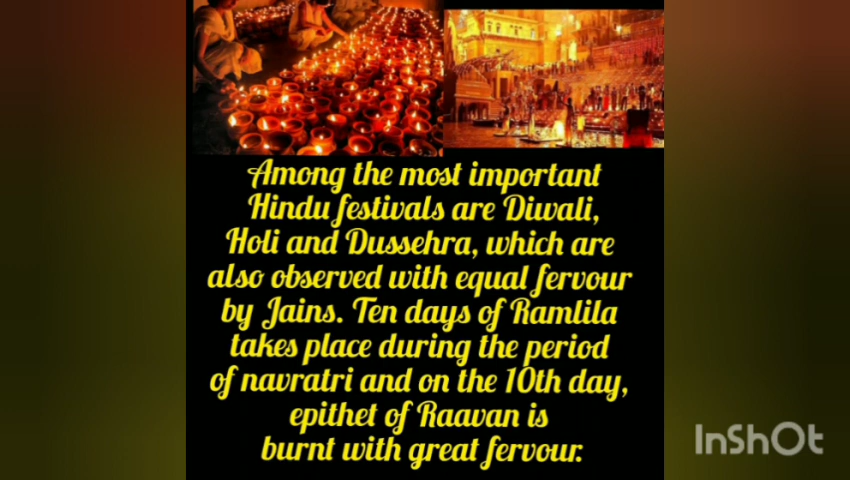 Among the most important
Hindu festivals are Diwali,
Holi and Dussehra, which are
also observed with equal fervour
by Jains. Ten days of Ramlila
takes place during the period
of navratri and on the 10th day,
epithet of Raavan is
burnt with great fervour.
InShOt